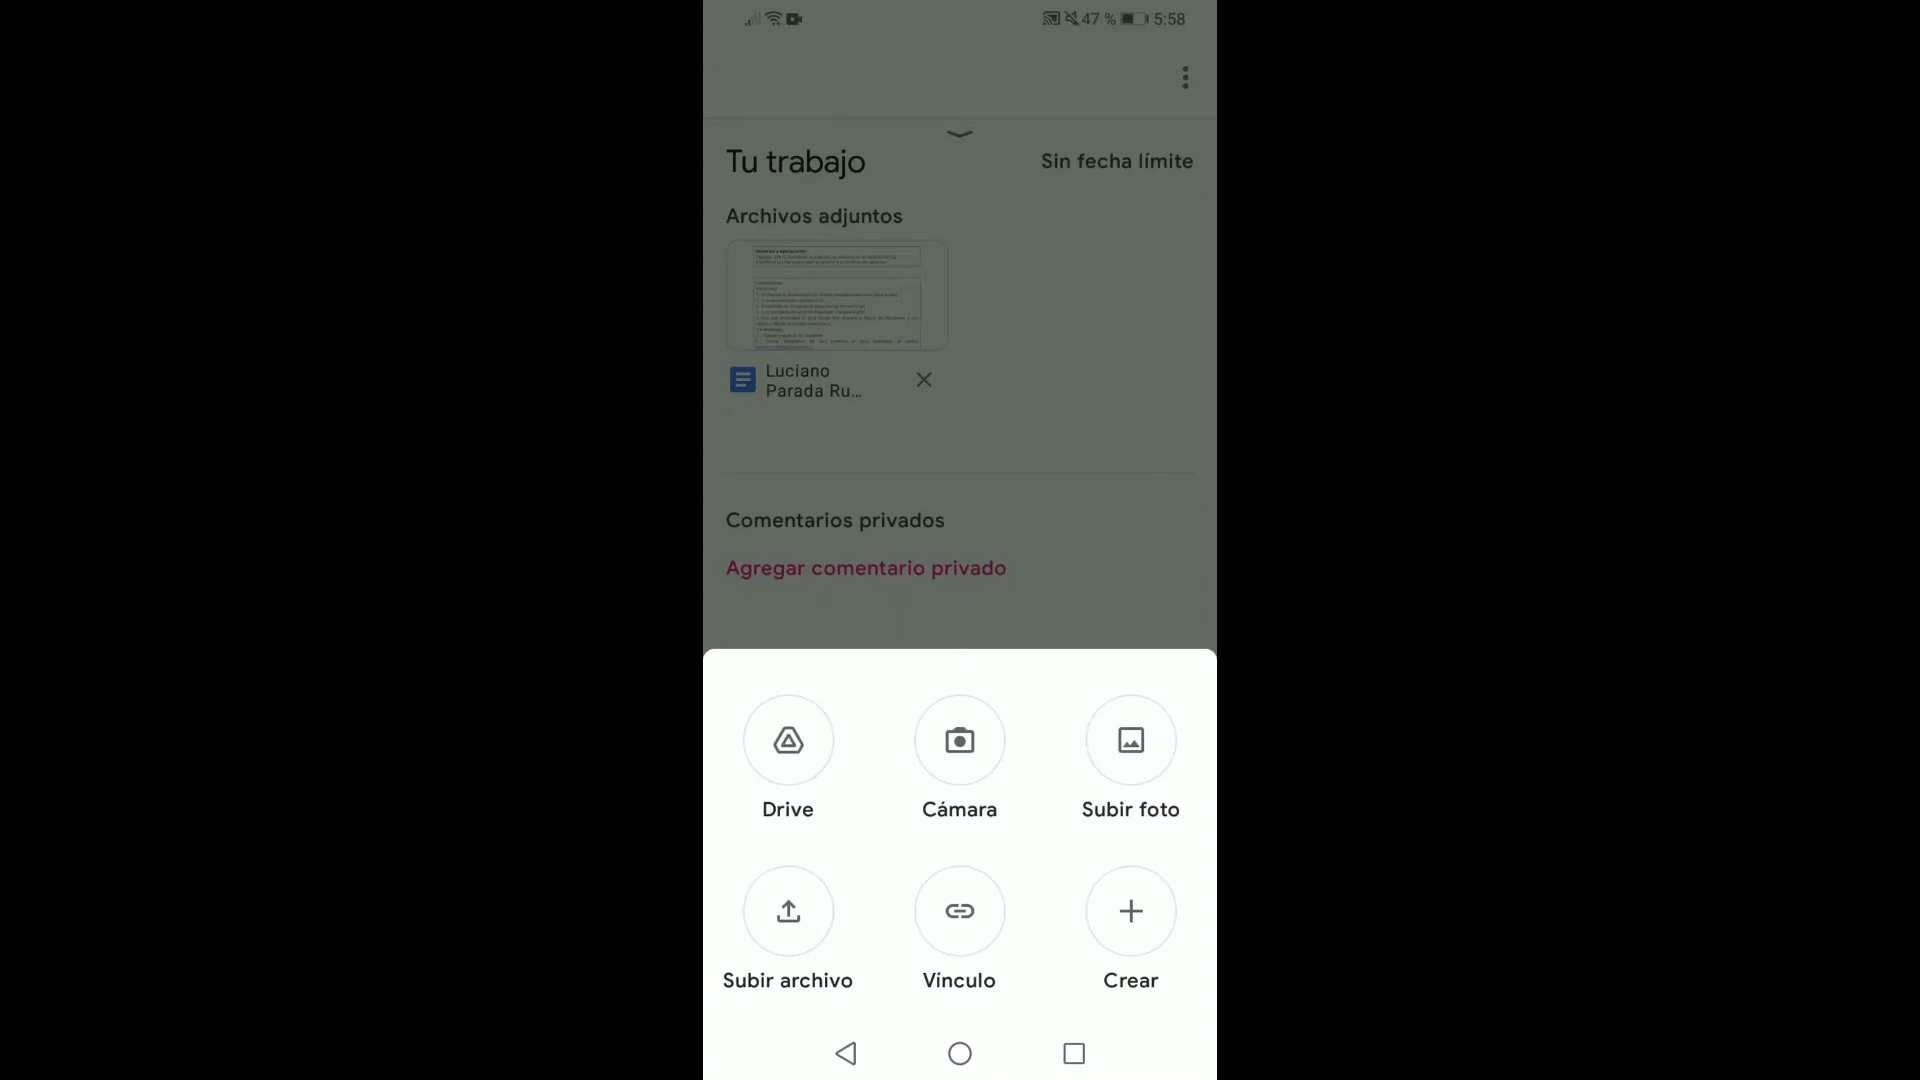 47 % 5:58
Tu trabajo
Sin fecha límite
Archivos adjuntos
Luciano
Parada Ru...
Comentarios privados
Agregar comentario privado
Drive
Cámara
Subir foto
Subir archivo
Vínculo
Crear